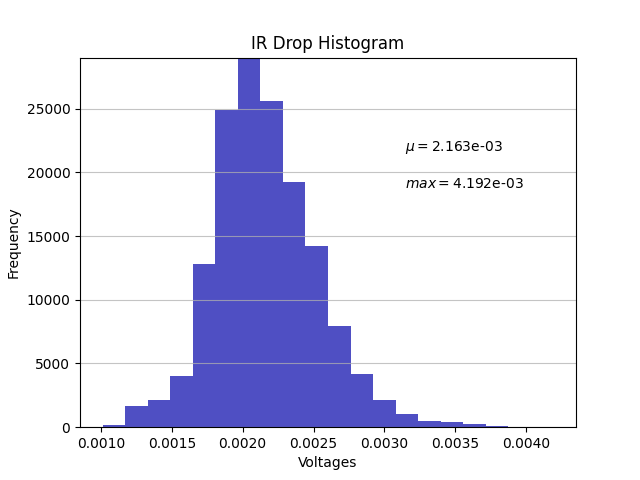 IR Drop Histogram
25000
20000
15000
10000
5000
0
Frequency
μ = 2.163e-03
max = 4.192e-03
0.0010 0.0015 0.0020 0.0025 0.0030 0.0035 0.0040
Voltages